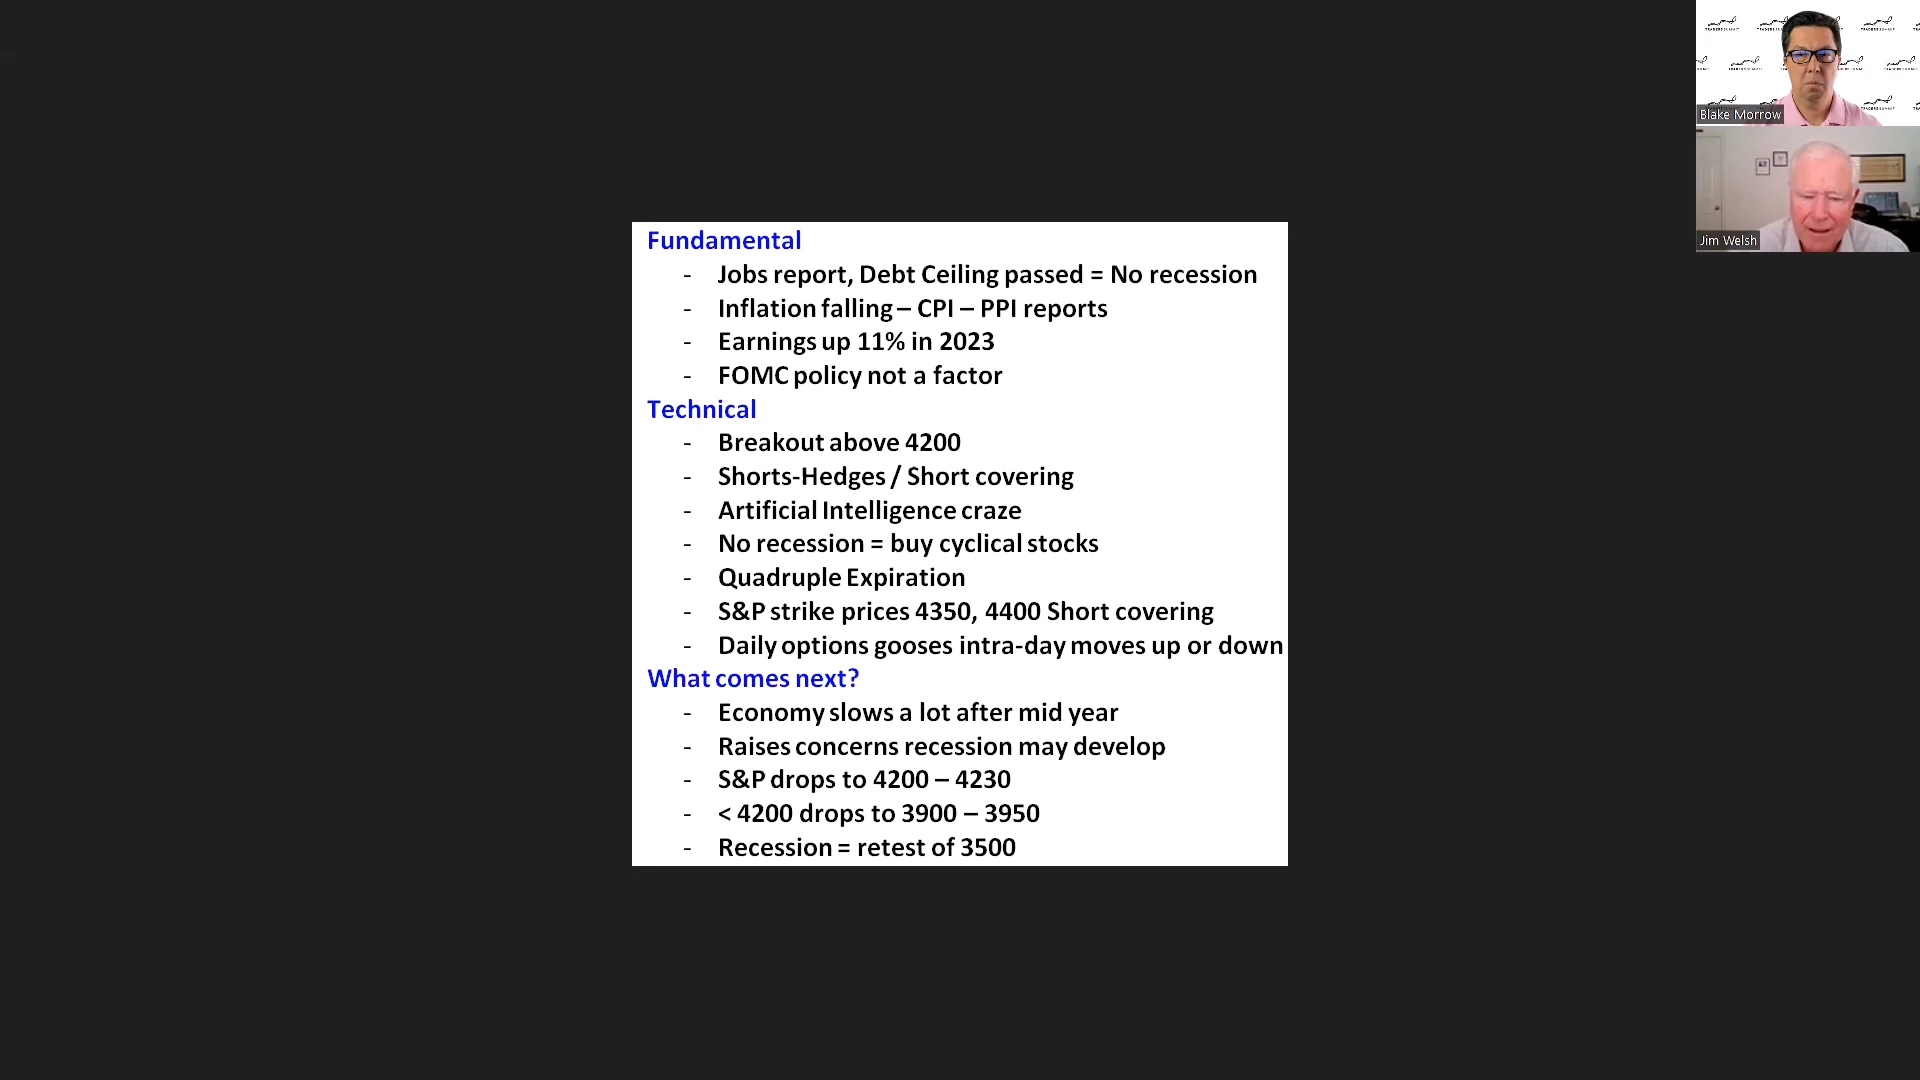 Fundamental
- Jobs report, Debt Ceiling passed = No recession
- Inflation falling – CPI – PPI reports
- Earnings up 11% in 2023
- FOMC policy not a factor
Technical
- Breakout above 4200
- Shorts-Hedges / Short covering
- Artificial Intelligence craze
- No recession = buy cyclical stocks
- Quadruple Expiration
- S&P strike prices 4350, 4400 Short covering
- Daily options gooses intra-day moves up or down
What comes next?
- Economy slows a lot after mid year
- Raises concerns recession may develop
- S&P drops to 4200 – 4230
- < 4200 drops to 3900 – 3950
- Recession = retest of 3500
Blake Morrow
Jim Welsh